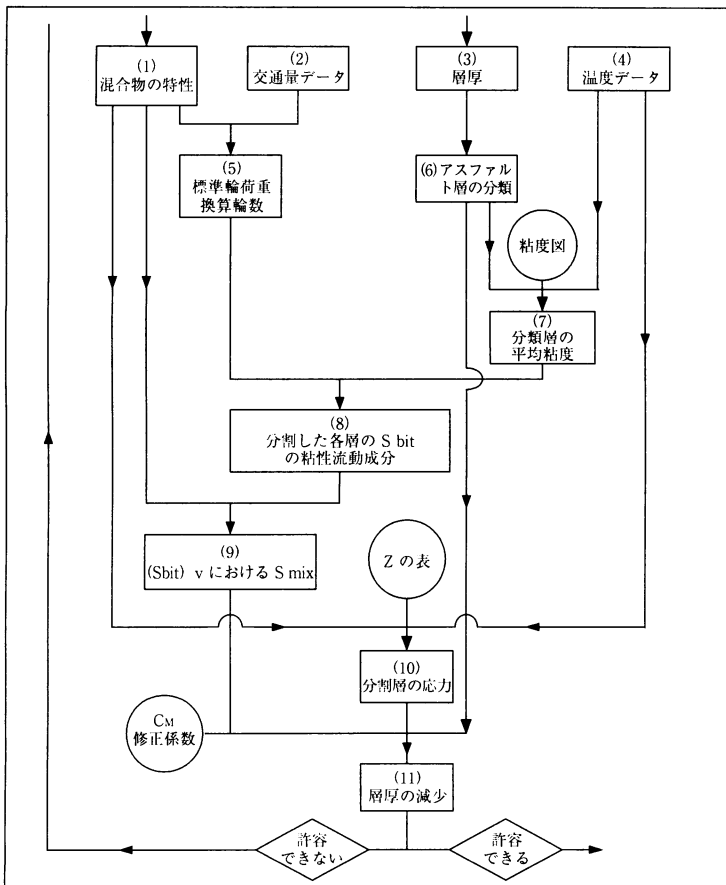 (1)
混合物の特性
(2)
交通量データ
(3)
層厚
(4)
温度データ
(5)
標準輪荷重
換算輪数
(6)アスファル
ト層の分類
粘度図
(7)
分類層の
平均粘度
(8)
分割した各層の S bit
の粘性流動成分
(9)
(Sbit) v における S mix
Z の表
(10)
分割層の応力
CM
修正係数
(11)
層厚の減少
許容
できない
許容
できる